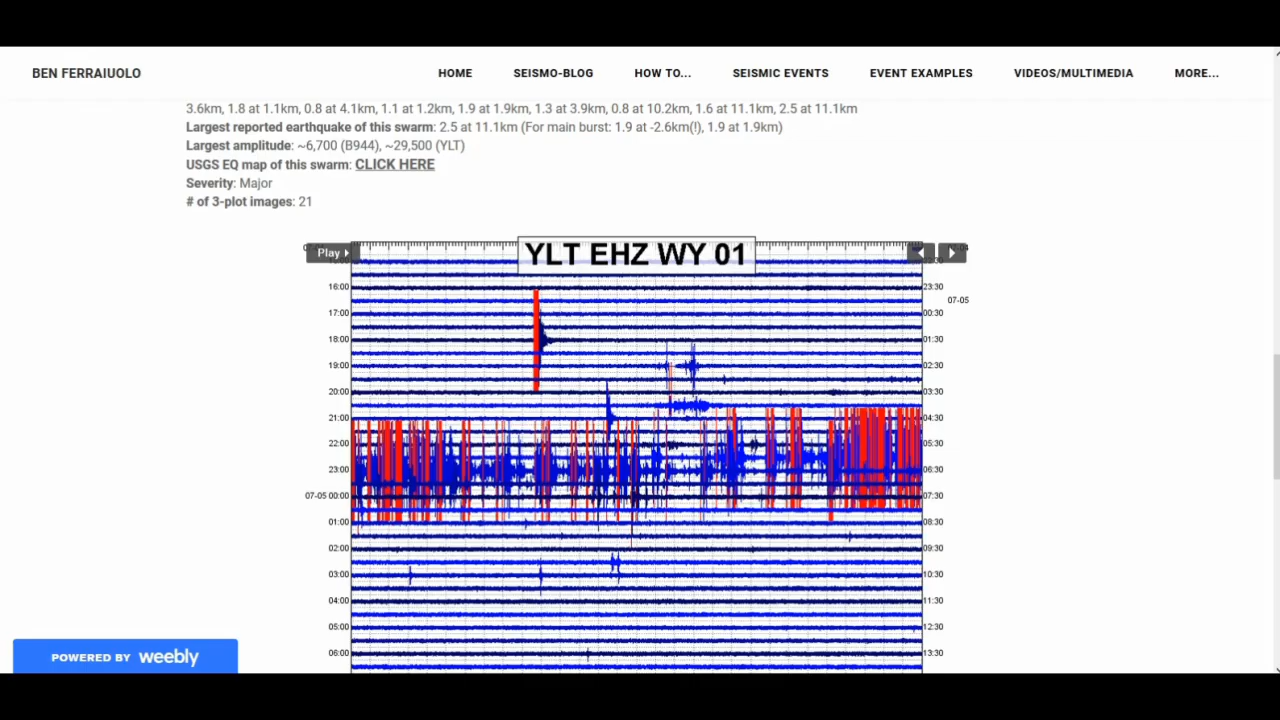 BEN FERRAIUOLO
HOME SEISMO-BLOG HOW TO... SEISMIC EVENTS EVENT EXAMPLES VIDEOS/MULTIMEDIA MORE...
3.6km, 1.8 at 1.1km, 0.8 at 4.1km, 1.1 at 1.2km, 1.9 at 1.9km, 1.3 at 3.9km, 0.8 at 10.2km, 1.6 at 11.1km, 2.5 at 11.1km
Largest reported earthquake of this swarm: 2.5 at 11.1km (For main burst: 1.9 at -2.6km(!), 1.9 at 1.9km)
Largest amplitude: ~6,700 (B944), ~29,500 (YLT)
USGS EQ map of this swarm: CLICK HERE
Severity: Major
# of 3-plot images: 21
Play
YLT EHZ WY 01
16:00 23:30
07-05
17:00 00:30
18:00 01:30
19:00 02:30
20:00 03:30
21:00 04:30
22:00 05:30
23:00 06:30
07-05 00:00 07:30
01:00 08:30
02:00 09:30
03:00 10:30
04:00 11:30
05:00 12:30
06:00 13:30
POWERED BY weebly